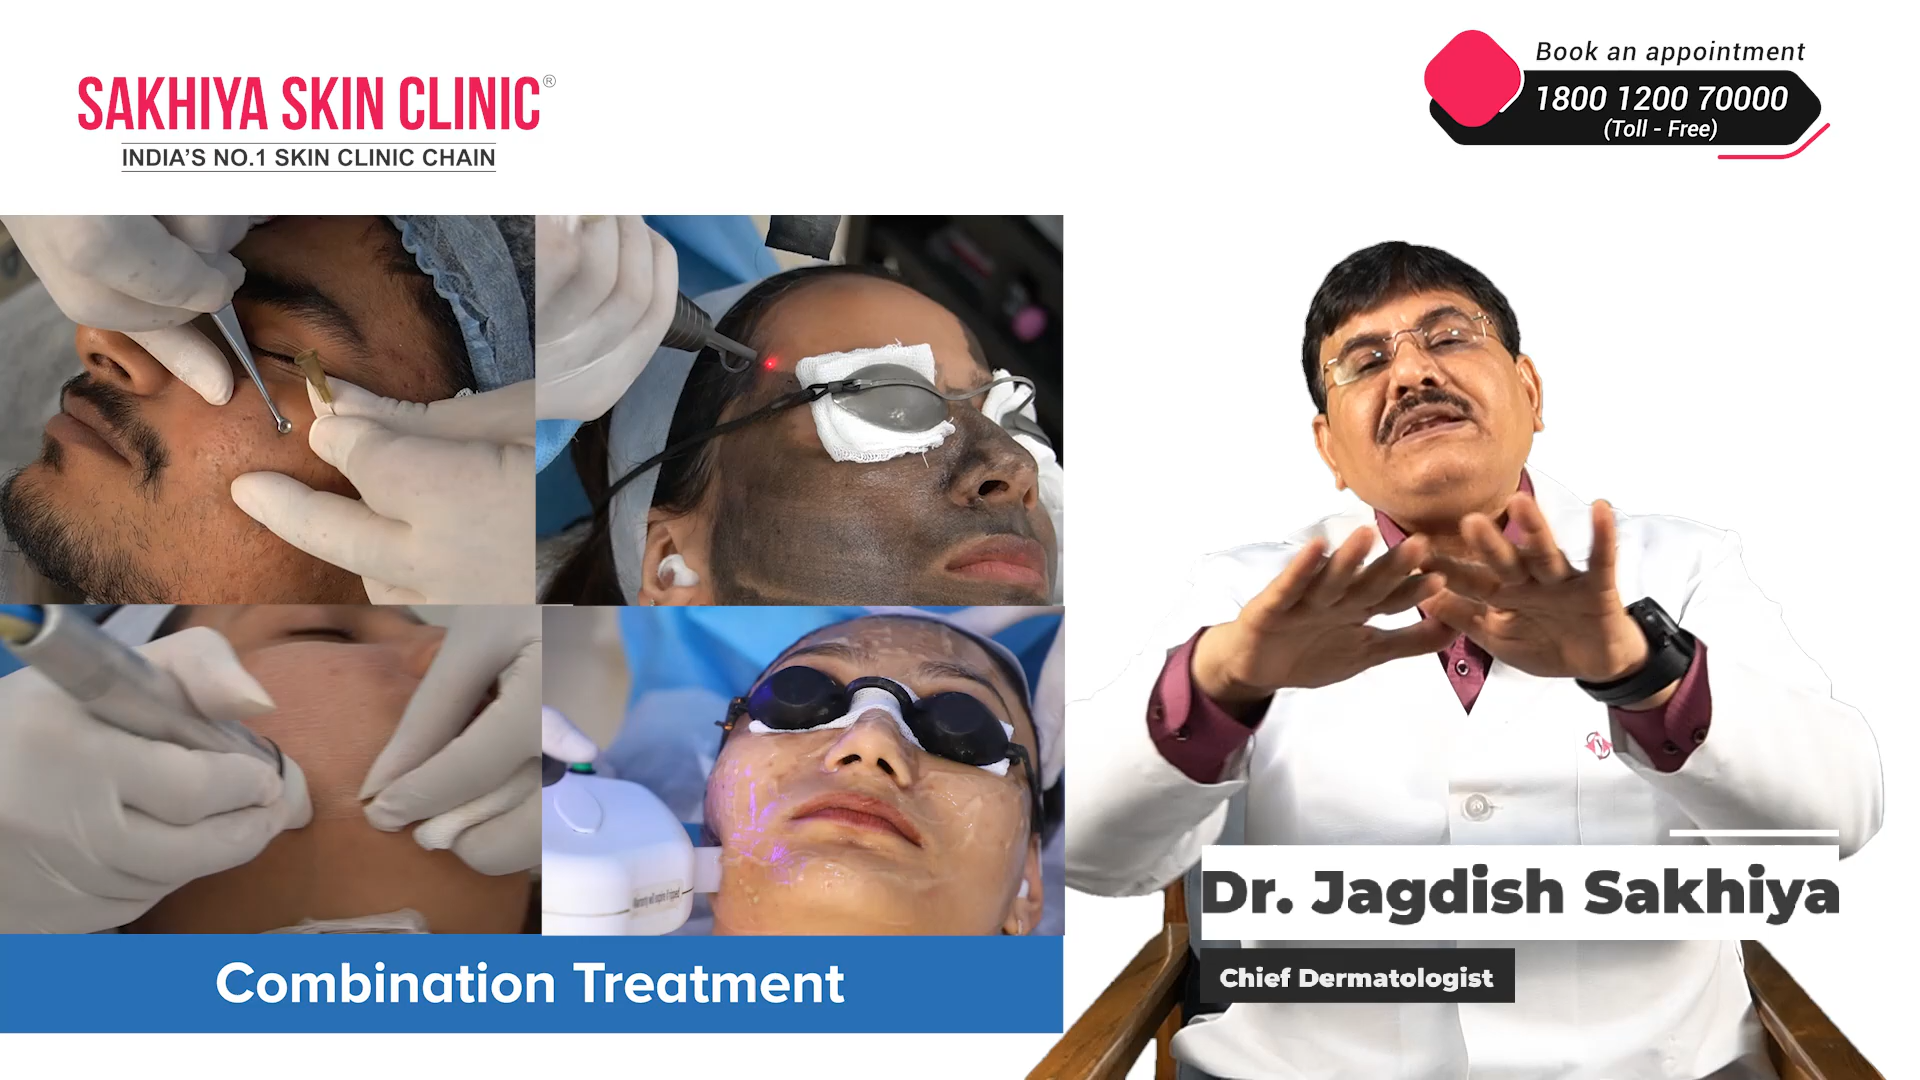 SAKHIYA SKIN CLINIC®
INDIA'S NO.1 SKIN CLINIC CHAIN
Book an appointment
1800 1200 70000
(Toll - Free)
Combination Treatment
Dr. Jagdish Sakhiya
Chief Dermatologist